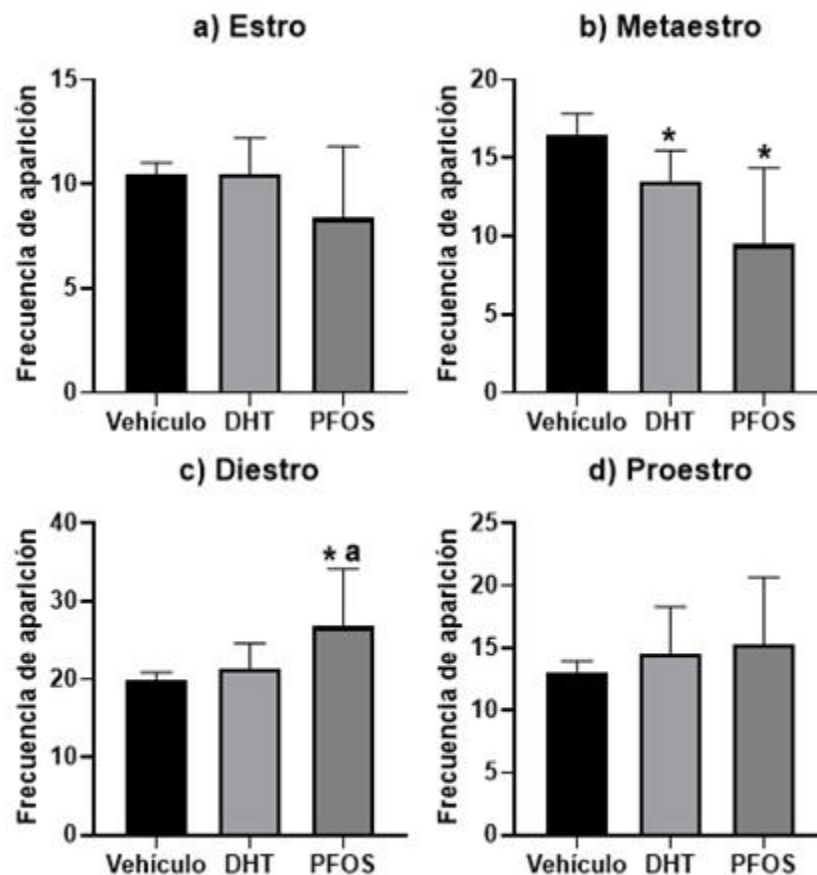 a) Estro
Frecuencia de aparición
15
10
5
0
Vehículo DHT PFOS
b) Metaestro
Frecuencia de aparición
20
15
10
5
0
*
*
Vehículo DHT PFOS
c) Diestro
Frecuencia de aparición
40
30
20
10
0
* a
Vehículo DHT PFOS
d) Proestro
Frecuencia de aparición
25
20
15
10
5
0
Vehículo DHT PFOS